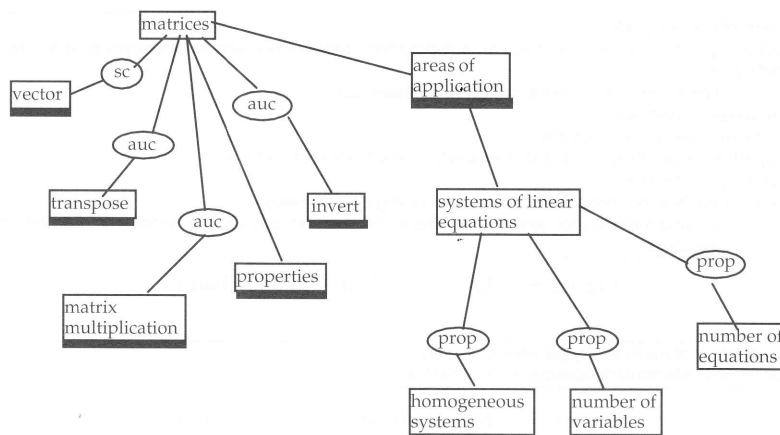 matrices
sc
vector
auc
areas of
application
auc
transpose
auc
invert
systems of linear
equations
matrix
multiplication
properties
prop
prop
prop
number of
equations
homogeneous
systems
number of
variables